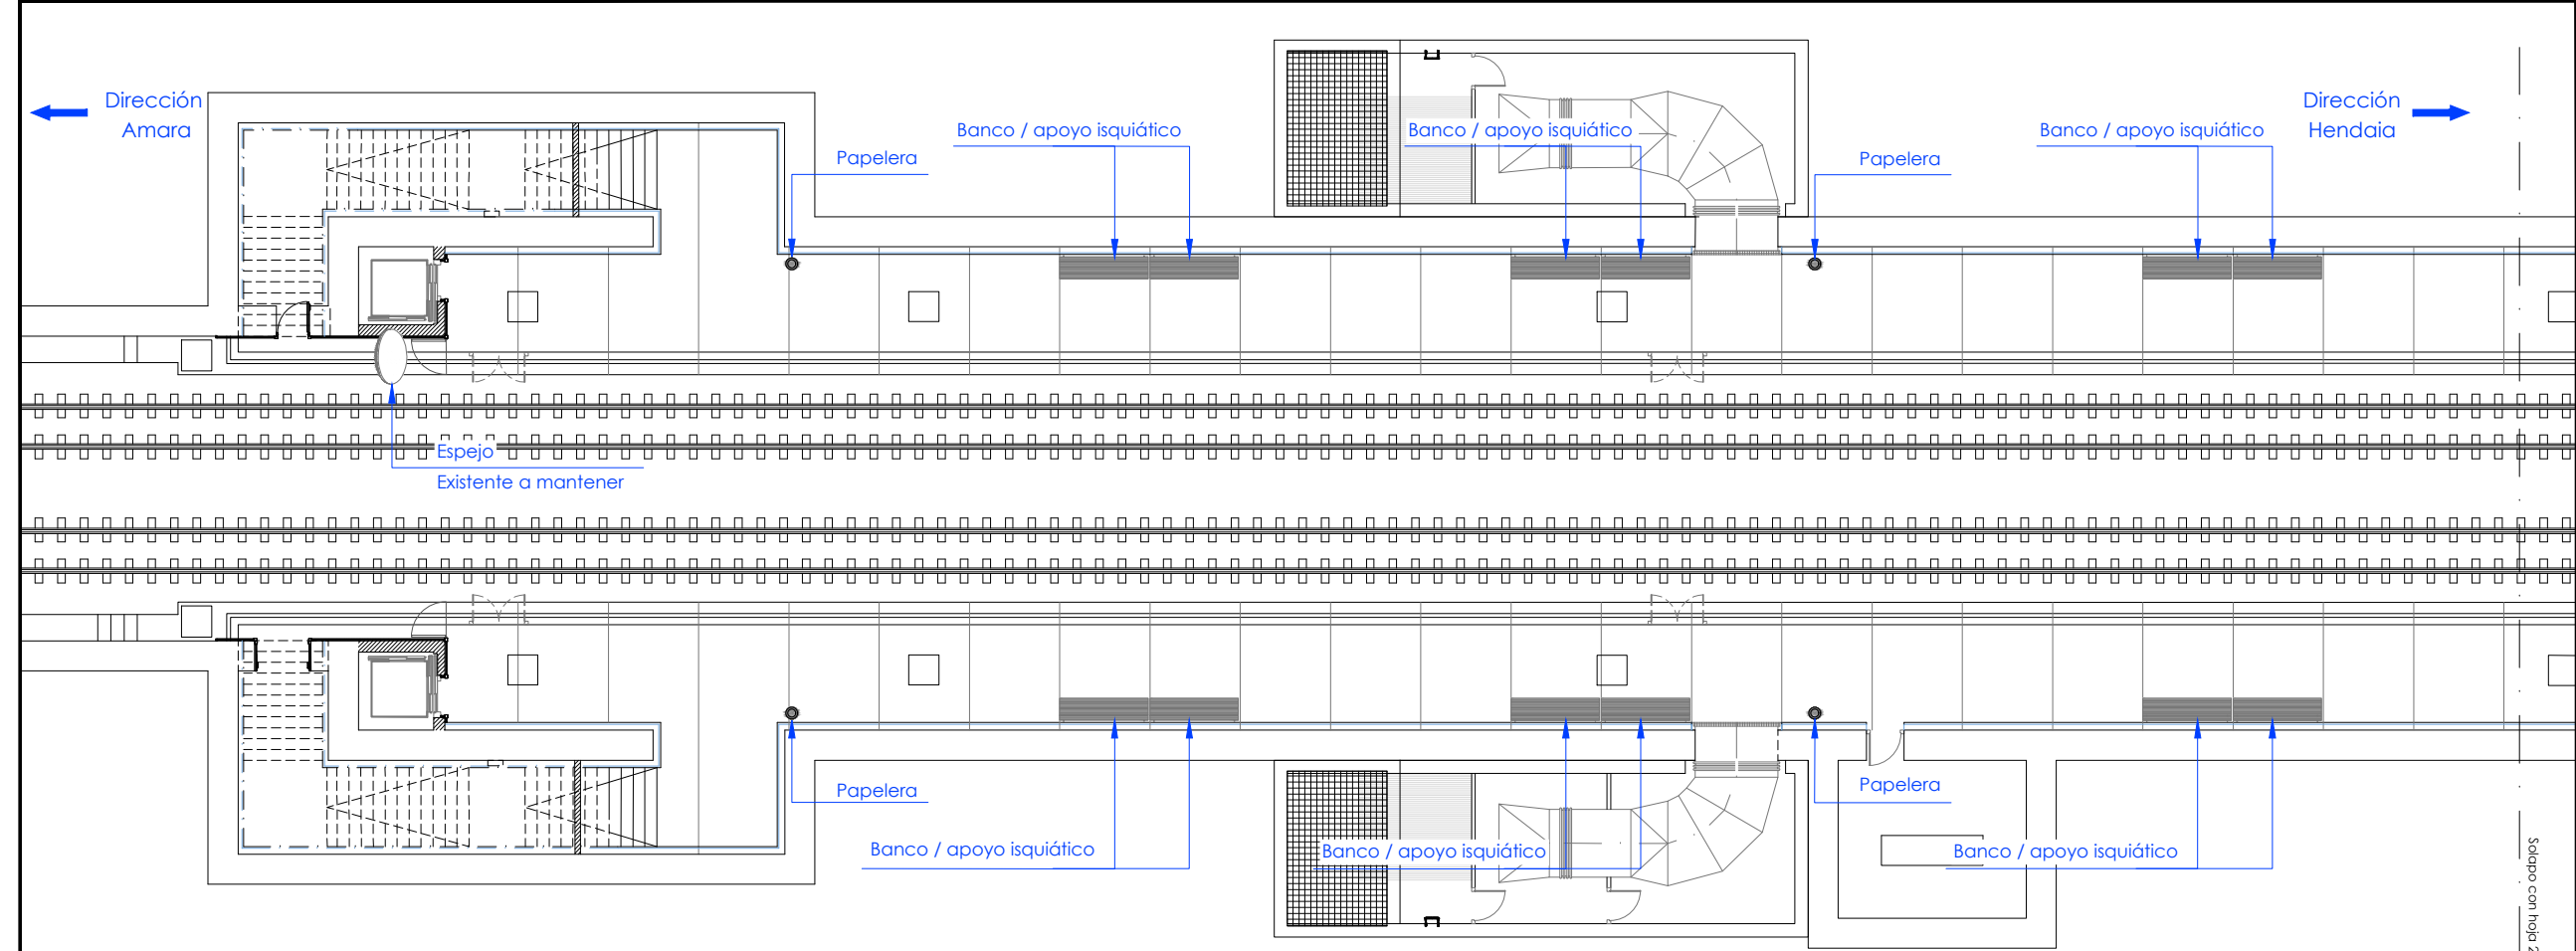 Dirección
Amara
Dirección
Hendaia
Banco / apoyo isquiático
Banco / apoyo isquiático
Banco / apoyo isquiático
Papelera
Papelera
Espejo
Existente a mantener
Papelera
Papelera
Banco / apoyo isquiático
Banco / apoyo isquiático
Banco / apoyo isquiático
Solapo con hoja 2